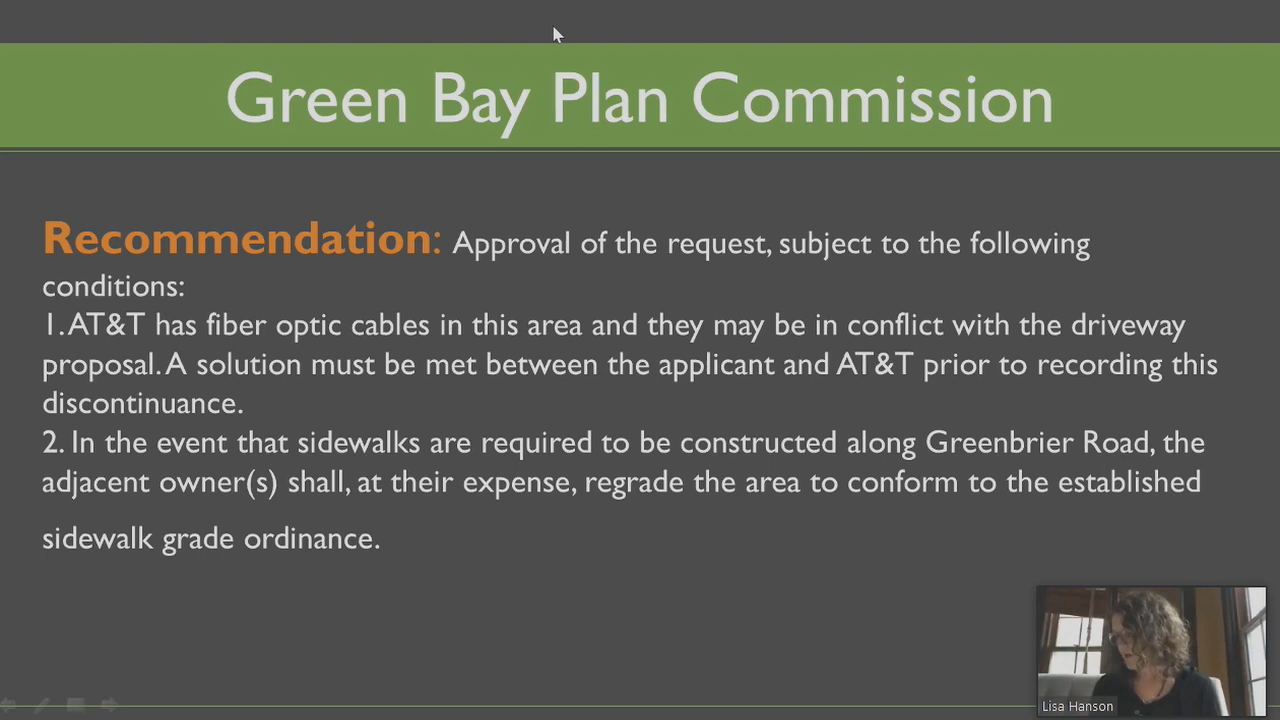 Green Bay Plan Commission
Recommendation: Approval of the request, subject to the following
conditions:
1. AT&T has fiber optic cables in this area and they may be in conflict with the driveway
proposal. A solution must be met between the applicant and AT&T prior to recording this
discontinuance.
2. In the event that sidewalks are required to be constructed along Greenbrier Road, the
adjacent owner(s) shall, at their expense, regrade the area to conform to the established
sidewalk grade ordinance.
Lisa Hanson